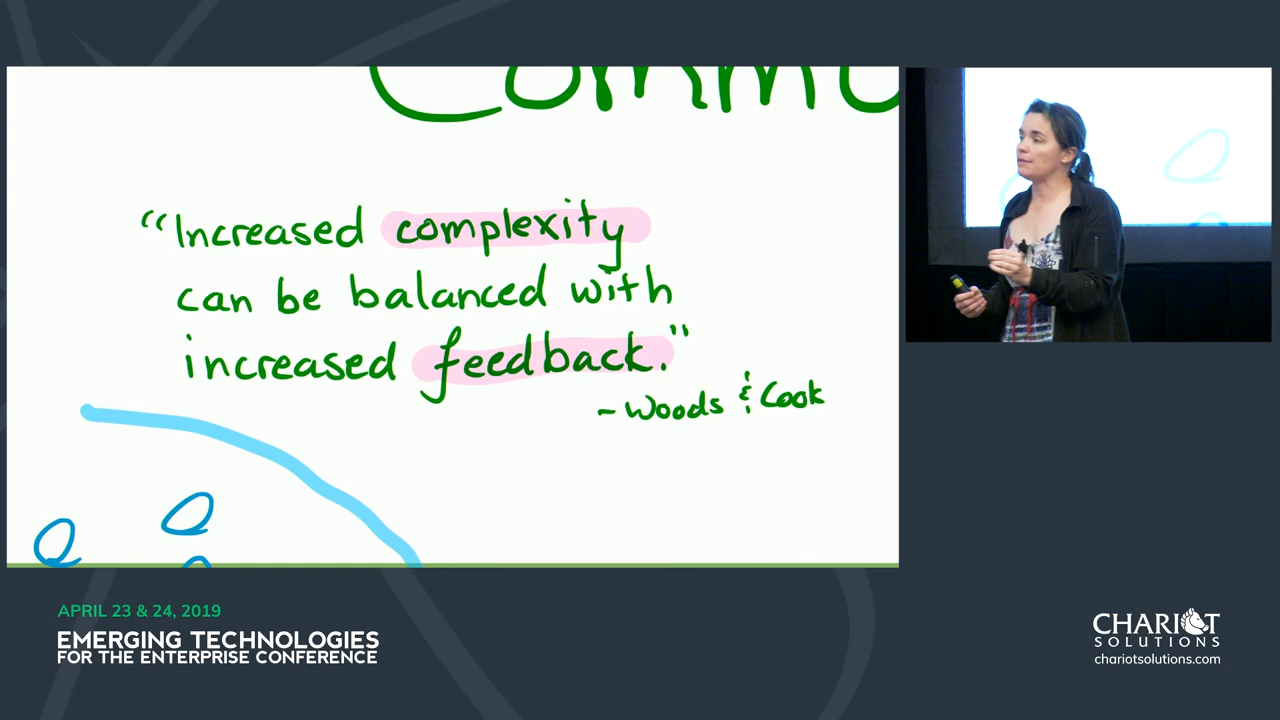 Commu
“Increased complexity
can be balanced with
increased feedback.”
– Woods & Cook
APRIL 23 & 24, 2019
EMERGING TECHNOLOGIES
FOR THE ENTERPRISE CONFERENCE
CHARIOT
SOLUTIONS
chariotsolutions.com